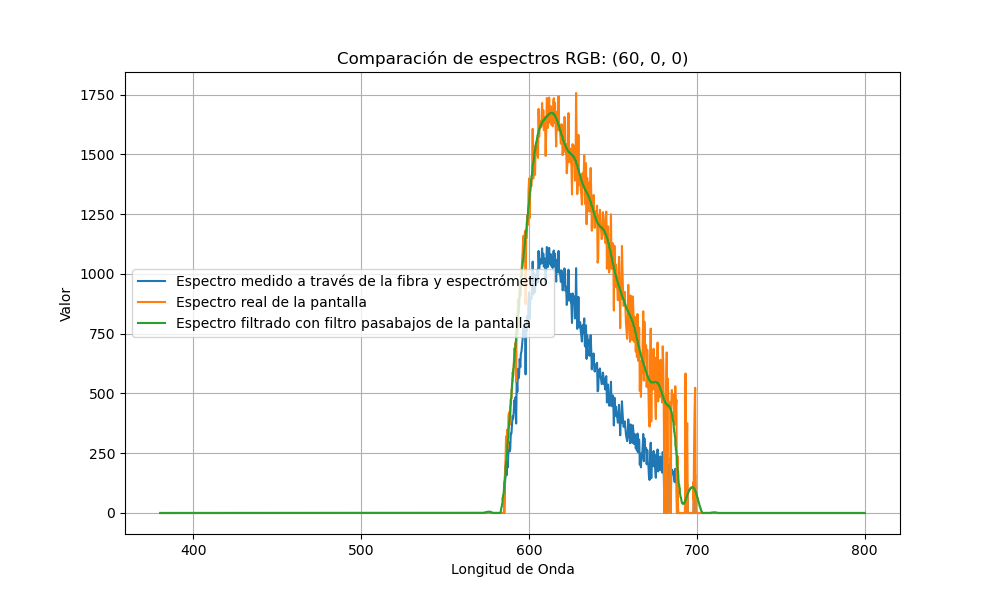 Comparación de espectros RGB: (60, 0, 0)
1750
1500
1250
1000
750
500
250
0
Valor
Espectro medido a través de la fibra y espectrómetro
Espectro real de la pantalla
Espectro filtrado con filtro pasabajos de la pantalla
400 500 600 700 800
Longitud de Onda